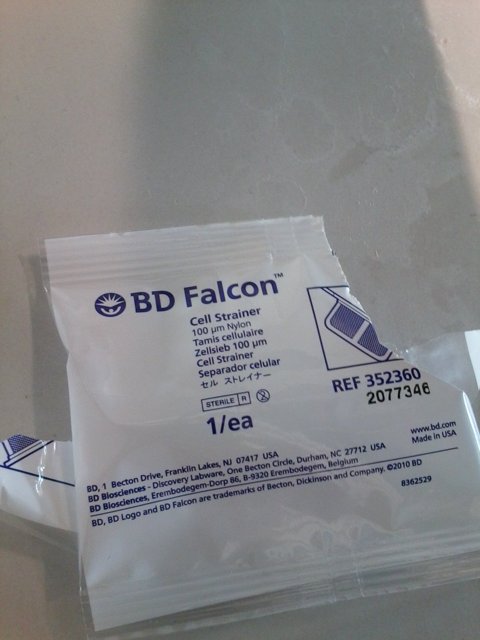 BD Falcon™
Cell Strainer
100 µm Nylon
Tamis cellulaire
Zellsieb 100 µm
Cell Strainer
Separador celular
セル ストレイナー
STERILE R 2
1/ea
REF 352360
2077346
www.bd.com
Made in USA
BD, 1 Becton Drive, Franklin Lakes, NJ 07417 USA
BD Biosciences - Discovery Labware, One Becton Circle, Durham, NC 27712 USA
BD Biosciences, Erembodegem-Dorp 86, B-9320 Erembodegem, Belgium
BD, BD Logo and BD Falcon are trademarks of Becton, Dickinson and Company. ©2010 BD
8362529